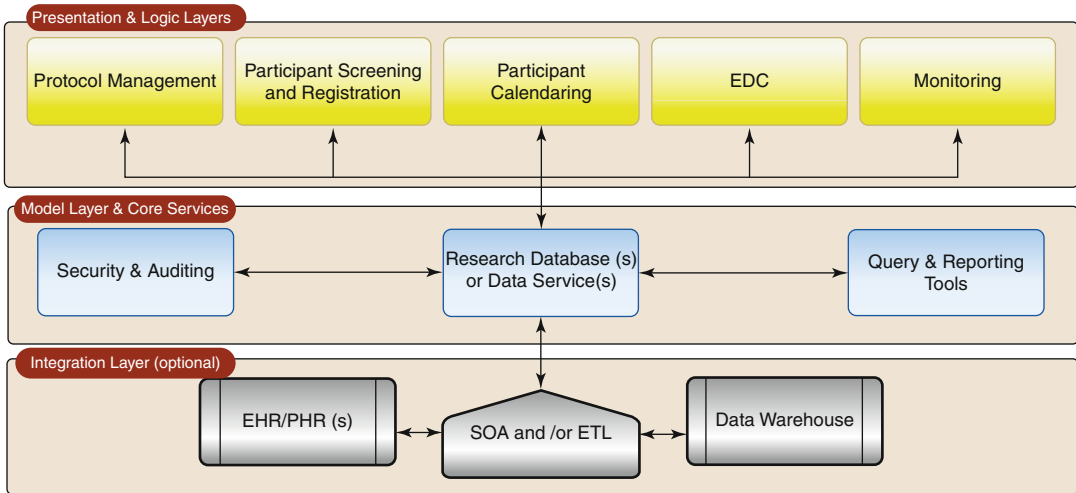 Presentation & Logic Layers
Protocol Management
Participant Screening
and Registration
Participant
Calendaring
EDC
Monitoring
Model Layer & Core Services
Security & Auditing
Research Database (s)
or Data Service(s)
Query & Reporting
Tools
Integration Layer (optional)
EHR/PHR (s)
SOA and /or ETL
Data Warehouse